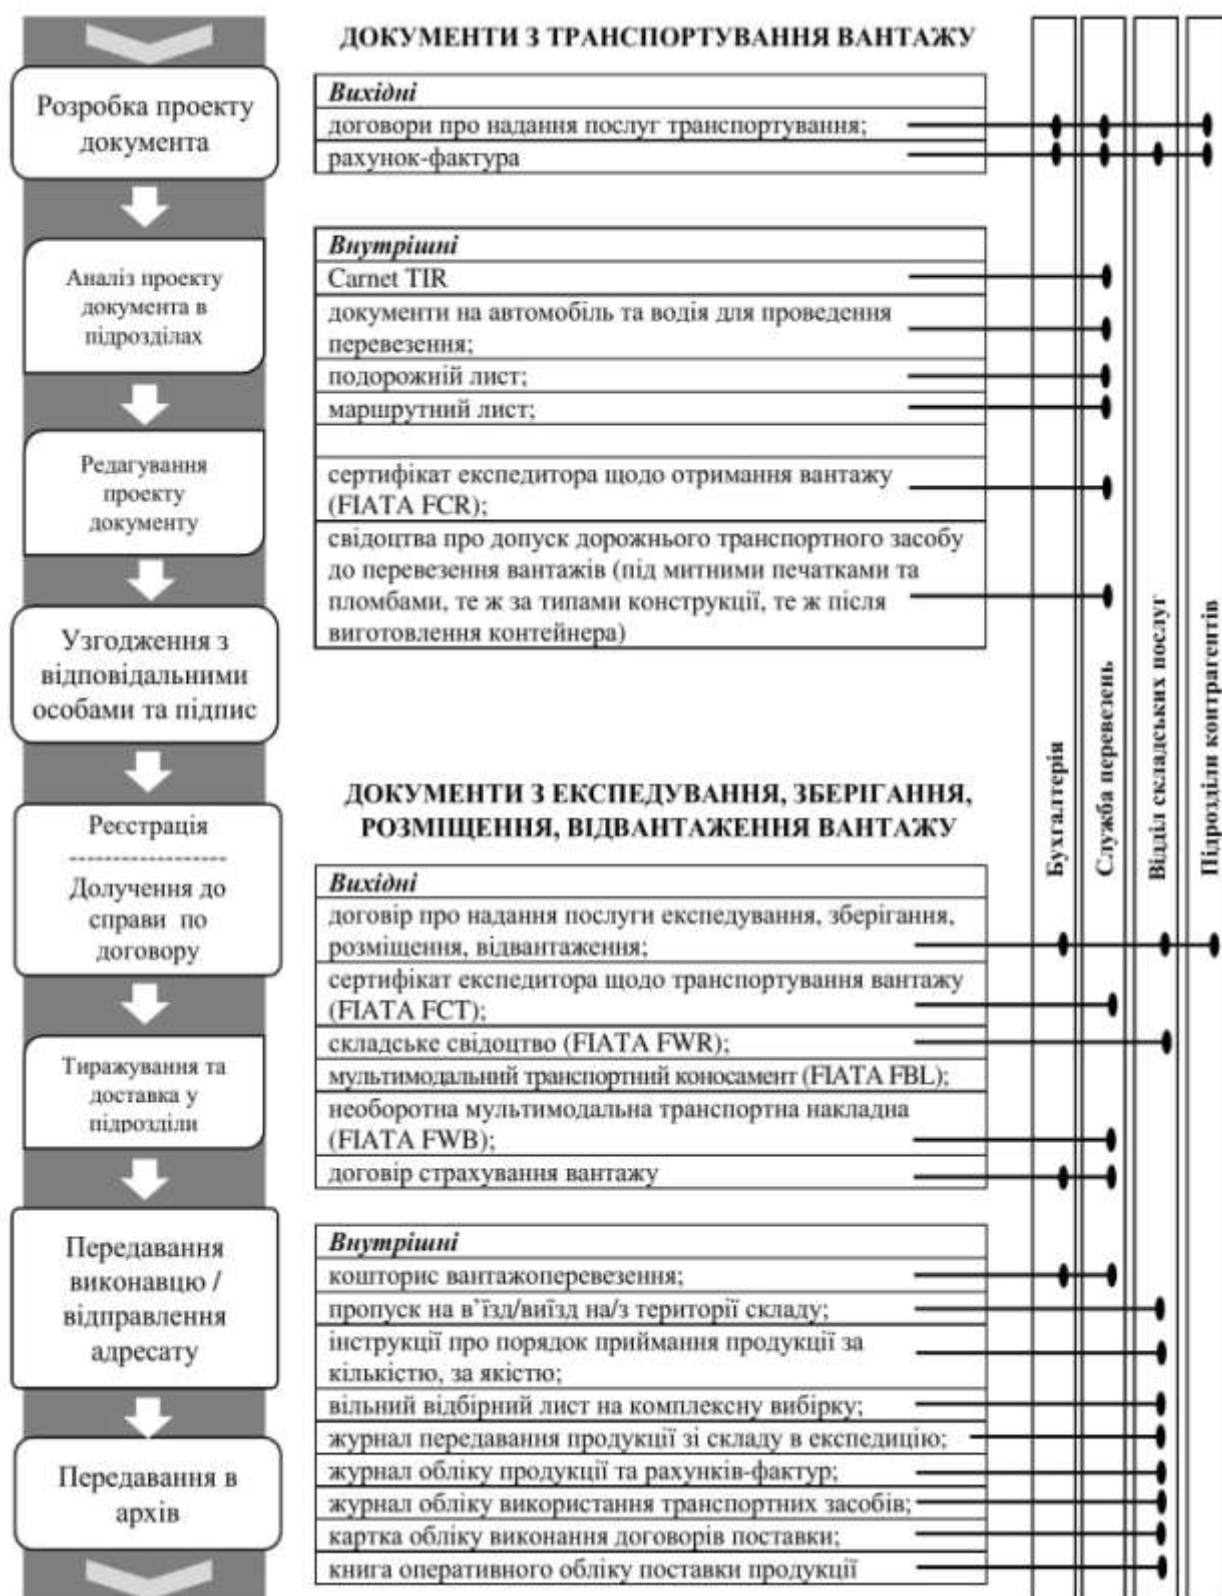 Розробка проекту
документа
Аналіз проекту
документа в
підрозділах
Редагування
проекту
документу
Узгодження з
відповідальними
особами та підпис
Реєстрація
------------------
Долучення до
справи по
договору
Тиражування та
доставка у
підрозділи
Передавання
виконавцю /
відправлення
адресату
Передавання в
архів
ДОКУМЕНТИ З ТРАНСПОРТУВАННЯ ВАНТАЖУ
Вихідні
договори про надання послуг транспортування;
рахунок-фактура
Внутрішні
Carnet TIR
документи на автомобіль та водія для проведення
перевезення;
подорожній лист;
маршрутний лист;
сертифікат експедитора щодо отримання вантажу
(FIATA FCR);
свідоцтва про допуск дорожнього транспортного засобу
до перевезення вантажів (під митними печатками та
пломбами, те ж за типами конструкції, те ж після
виготовлення контейнера)
ДОКУМЕНТИ З ЕКСПЕДУВАННЯ, ЗБЕРІГАННЯ,
РОЗМІЩЕННЯ, ВІДВАНТАЖЕННЯ ВАНТАЖУ
Вихідні
договір про надання послуги експедування, зберігання,
розміщення, відвантаження;
сертифікат експедитора щодо транспортування вантажу
(FIATA FCT);
складське свідоцтво (FIATA FWR);
мультимодальний транспортний коносамент (FIATA FBL);
необоротна мультимодальна транспортна накладна
(FIATA FWB);
договір страхування вантажу
Внутрішні
кошторис вантажоперевезення;
пропуск на в`їзд/виїзд на/з території складу;
інструкції про порядок приймання продукції за
кількістю, за якістю;
вільний відбірний лист на комплексну вибірку;
журнал передавання продукції зі складу в експедицію;
журнал обліку продукції та рахунків-фактур;
журнал обліку використання транспортних засобів;
картка обліку виконання договорів поставки;
книга оперативного обліку поставки продукції
Бухгалтерія
Служба перевезень
Відділ складських послуг
Підрозділи контрагентів